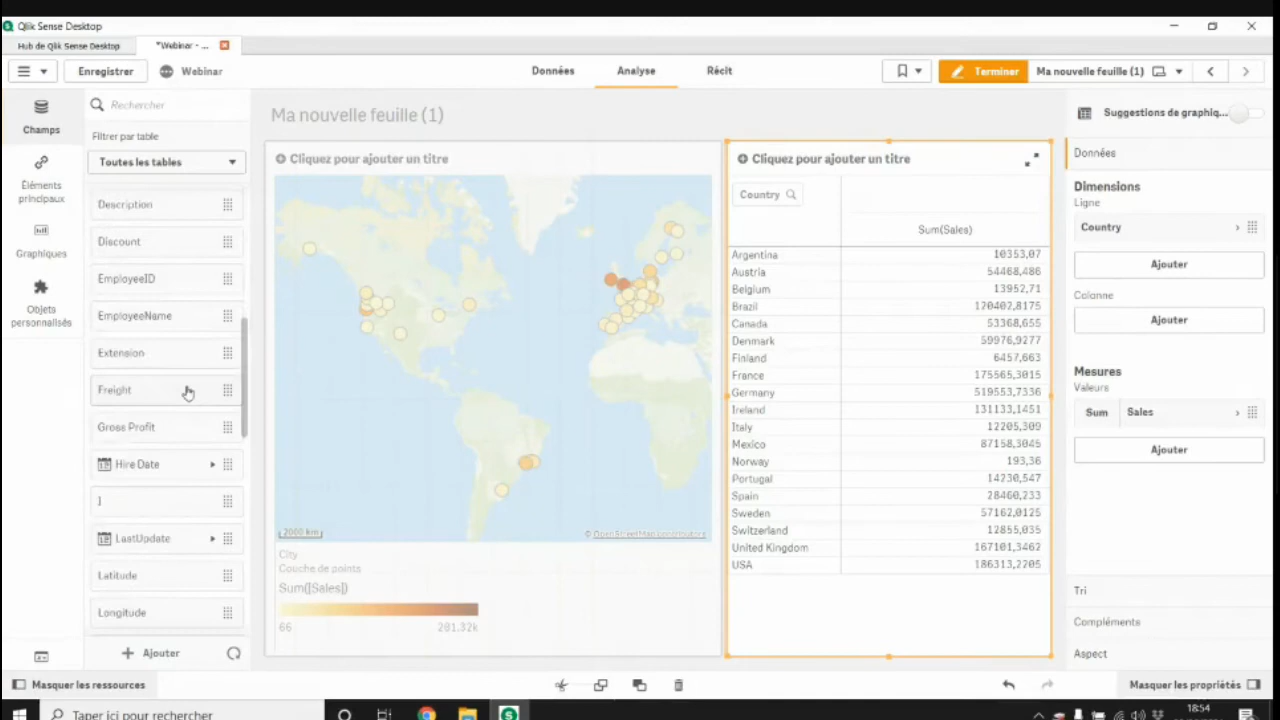 Qlik Sense Desktop
Hub de Qlik Sense Desktop
*Webinar - ...
Enregistrer
Webinar
Données
Analyse
Récit
Terminer
Ma nouvelle feuille (1)
Champs
Éléments principaux
Graphiques
Objets personnalisés
Rechercher
Filtrer par table
Toutes les tables
Description
Discount
EmployeeID
EmployeeName
Extension
Freight
Gross Profit
Hire Date
LastUpdate
Latitude
Longitude
Ajouter
Ma nouvelle feuille (1)
Cliquez pour ajouter un titre
2000 km
© OpenStreetMap contributors
City
Couche de points
Sum([Sales])
66 201.32k
Cliquez pour ajouter un titre
Country
Sum(Sales)
Argentina 10353,07
Austria 54468,486
Belgium 13952,71
Brazil 120402,8175
Canada 53368,655
Denmark 59976,9277
Finland 6457,663
France 175565,3015
Germany 519553,7336
Ireland 131133,1451
Italy 12205,309
Mexico 87158,3045
Norway 193,36
Portugal 14230,547
Spain 28460,233
Sweden 57162,0125
Switzerland 12855,035
United Kingdom 167101,3462
USA 186313,2205
Suggestions de graphiq...
Données
Dimensions
Ligne
Country
Ajouter
Colonne
Ajouter
Mesures
Valeurs
Sum Sales
Ajouter
Tri
Compléments
Aspect
Masquer les ressources
Masquer les propriétés
Taper ici pour rechercher
18:54